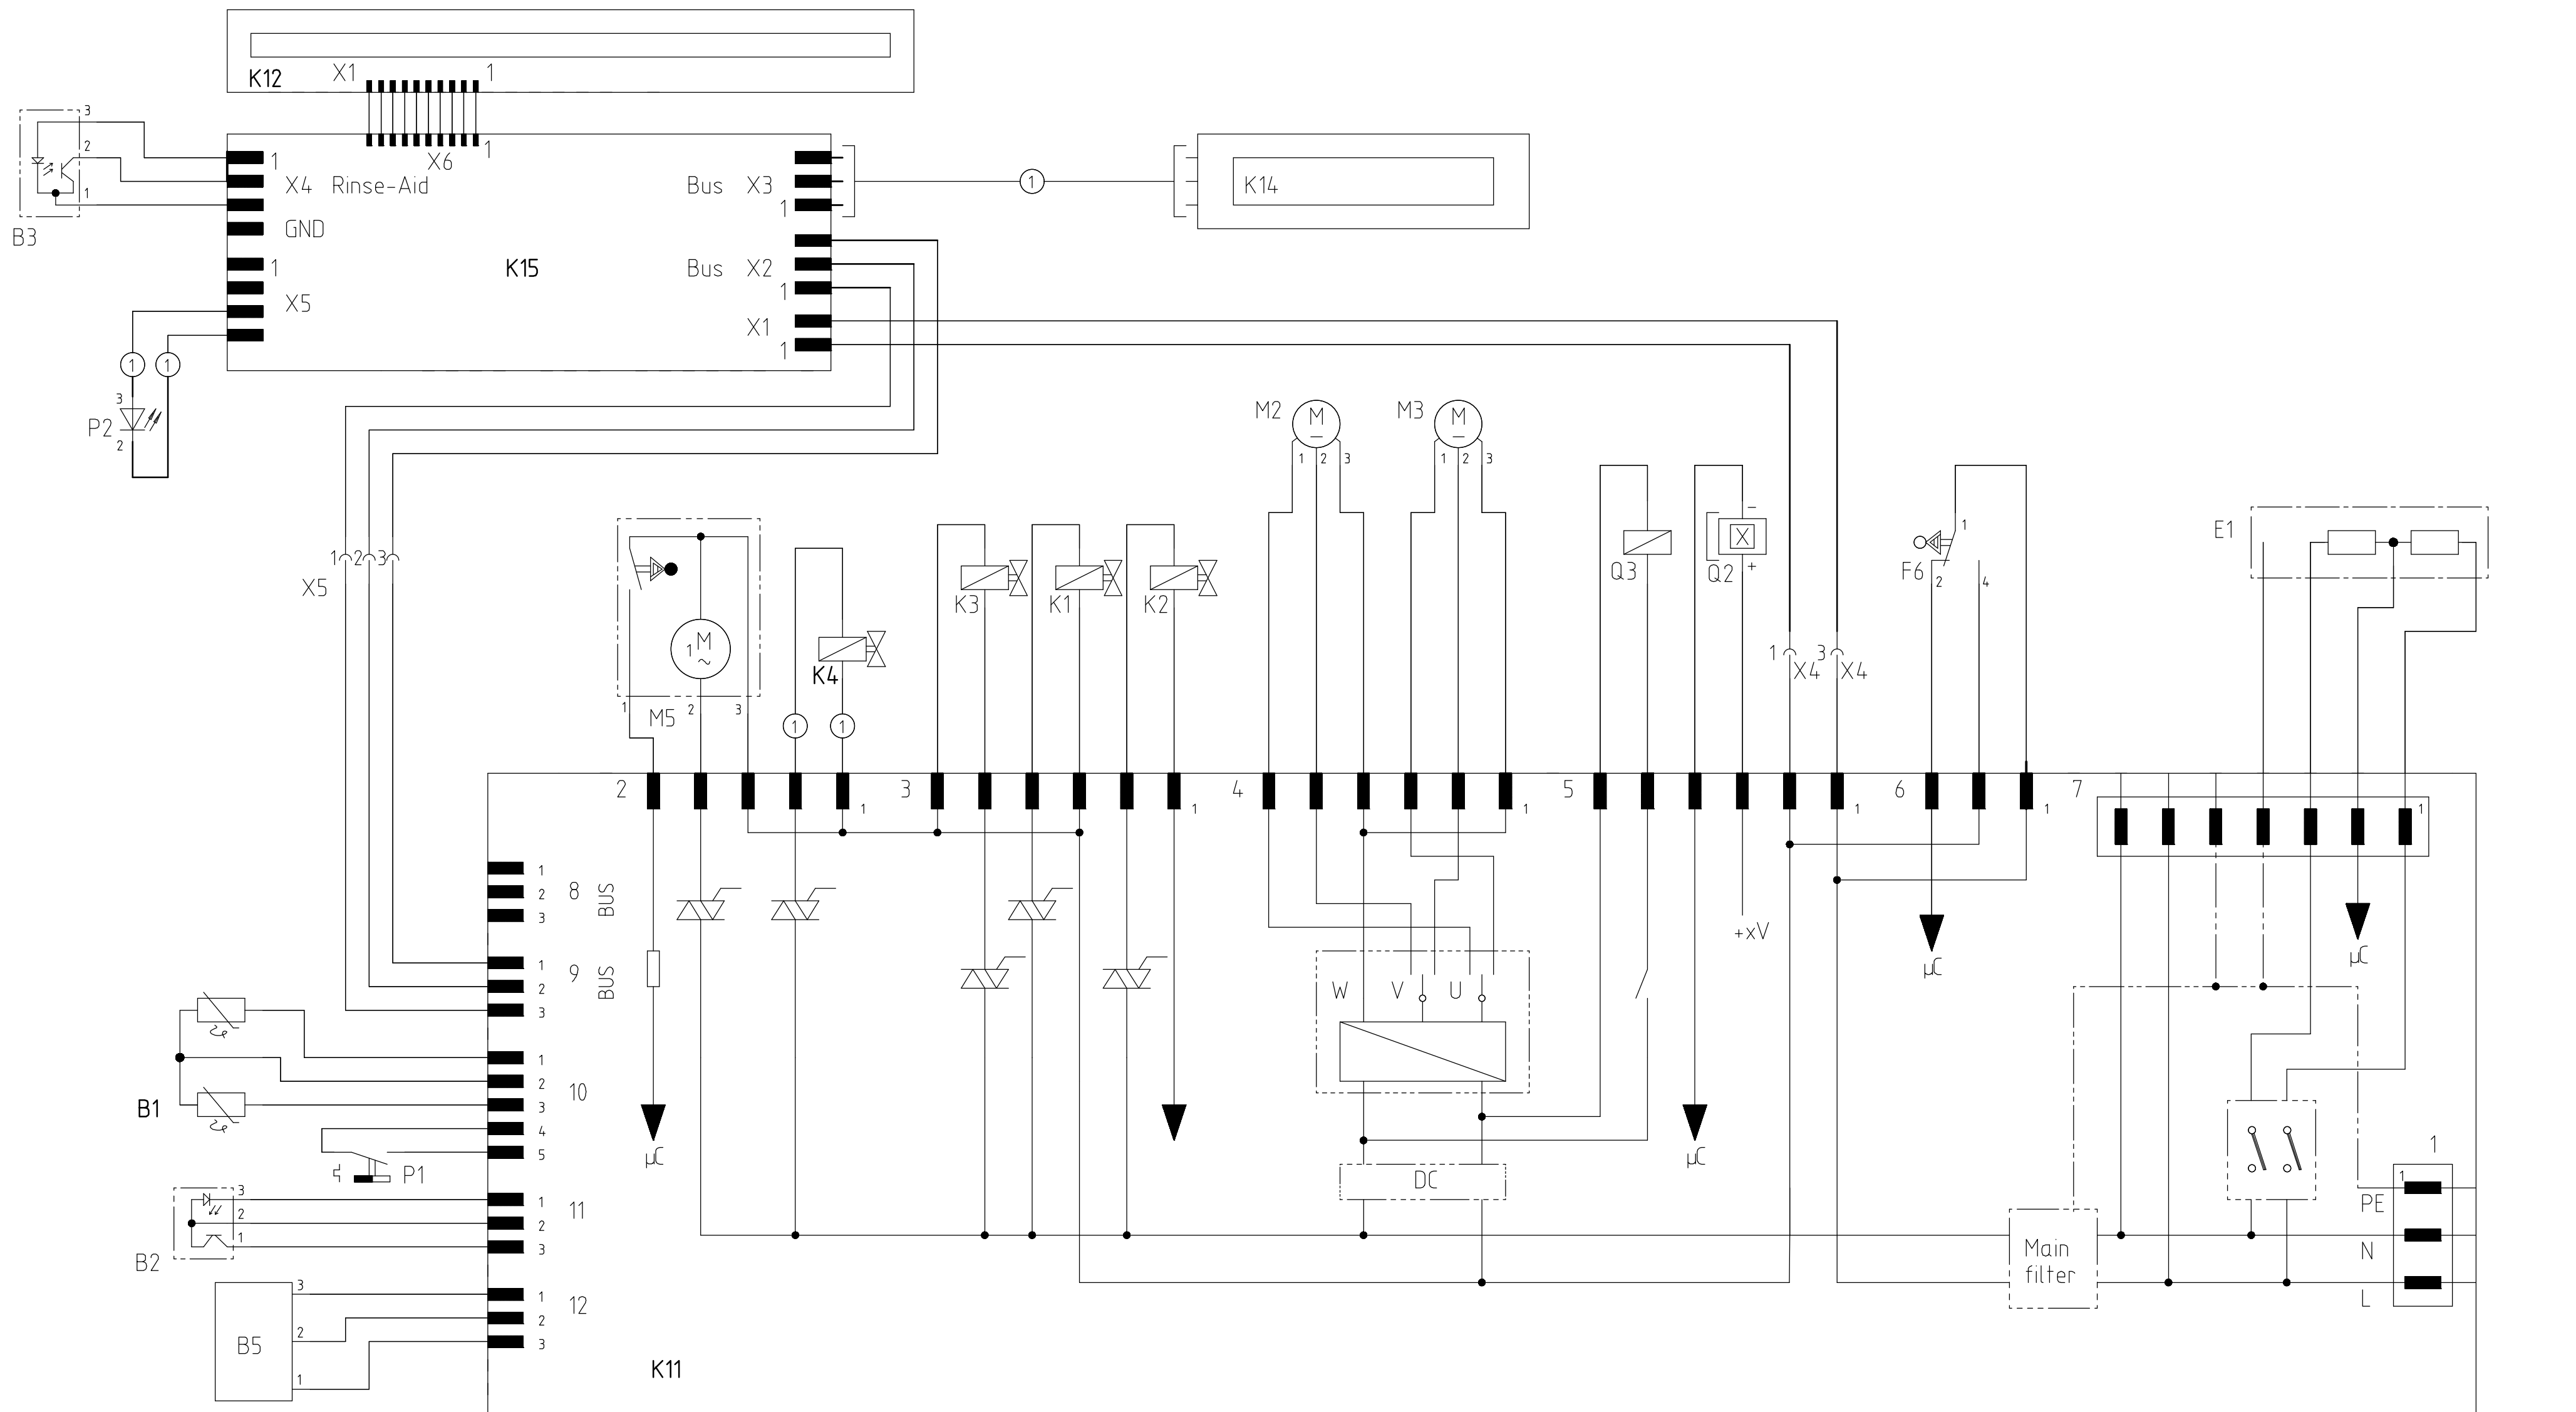 K12 X1 1
X6 1
3
2
1
B3
1
X4 Rinse-Aid
GND
1
X5
K15
Bus X3
1
Bus X2
1
X1
1
1
K14
1 1
3
P2
2
M2 M M3 M
1 2 3 1 2 3
1 2 3
X5
1 M ~
1 M5 2 3
K4
1 1
K3 K1 K2
Q3
X
Q2
-
+
+xV
1 X4 3 X4
1
F6
2 4
E1
2 1 3 1 4 1 5 1 6 1 7 1
1
2 8 BUS
3
1
2 9 BUS
3
B1
1
2 10
3
4
5
P1
B2
3
2
1
1
2 11
3
B5
3
2
1
1
2 12
3
K11
µC
µC
µC
µC
W V U
DC
Main
filter
1
1
PE
N
L